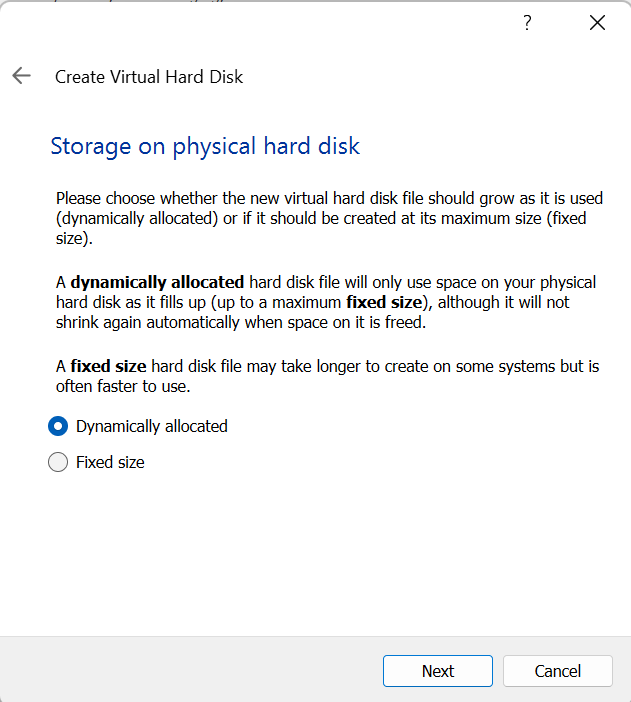 ?
Create Virtual Hard Disk
Storage on physical hard disk
Please choose whether the new virtual hard disk file should grow as it is used
(dynamically allocated) or if it should be created at its maximum size (fixed
size).
A dynamically allocated hard disk file will only use space on your physical
hard disk as it fills up (up to a maximum fixed size), although it will not
shrink again automatically when space on it is freed.
A fixed size hard disk file may take longer to create on some systems but is
often faster to use.
Dynamically allocated
Fixed size
Next
Cancel